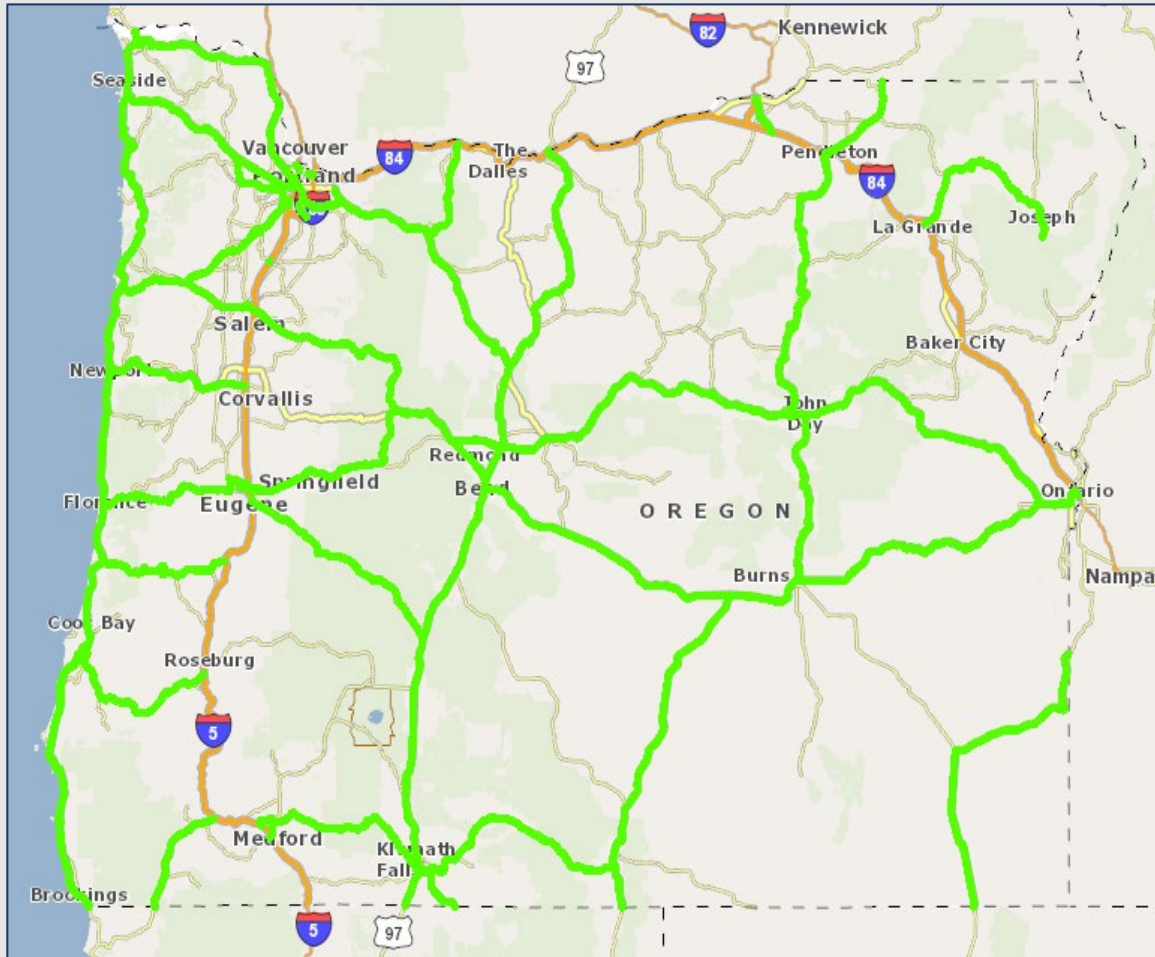 82
Kennewick
97
Seaside
Vancouver
84
The
Dalles
Portland
Pendleton
84
La Grande
Joseph
Salem
Newport
Baker City
Corvallis
John
Day
Redmond
Springfield
Bend
Ontario
Florence
Eugene
OREGON
Burns
Nampa
Coos Bay
Roseburg
5
Medford
Klamath
Falls
Brookings
5
97